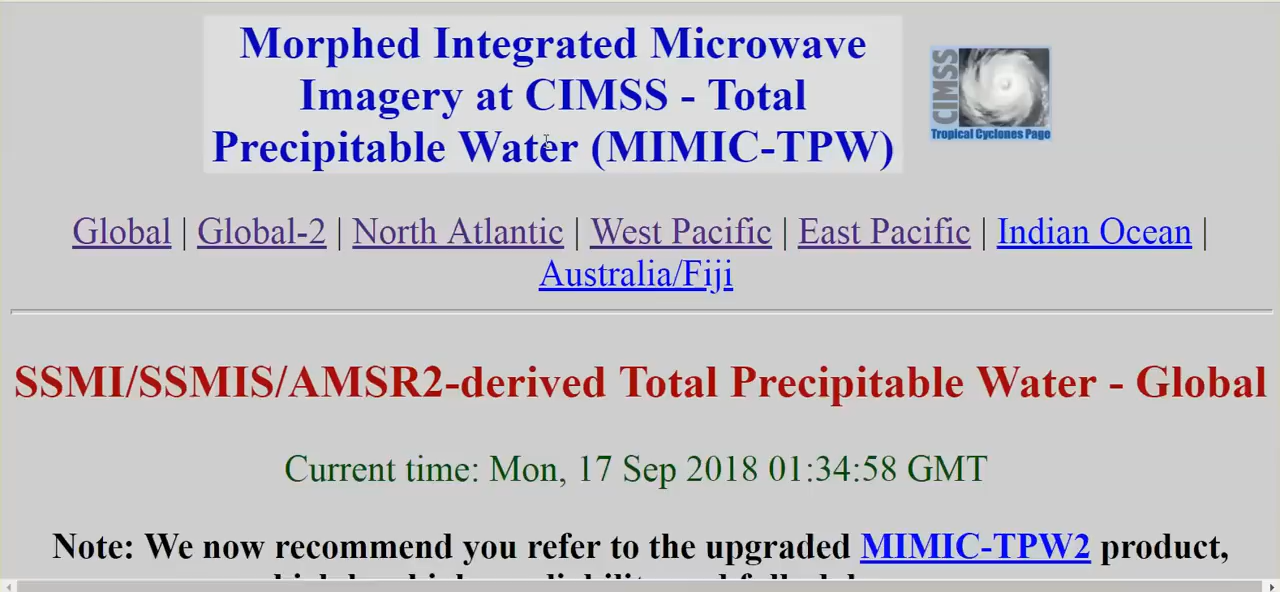 Morphed Integrated Microwave
Imagery at CIMSS - Total
Precipitable Water (MIMIC-TPW)
CIMSS
Tropical Cyclones Page
Global | Global-2 | North Atlantic | West Pacific | East Pacific | Indian Ocean |
Australia/Fiji
SSMI/SSMIS/AMSR2-derived Total Precipitable Water - Global
Current time: Mon, 17 Sep 2018 01:34:58 GMT
Note: We now recommend you refer to the upgraded MIMIC-TPW2 product,